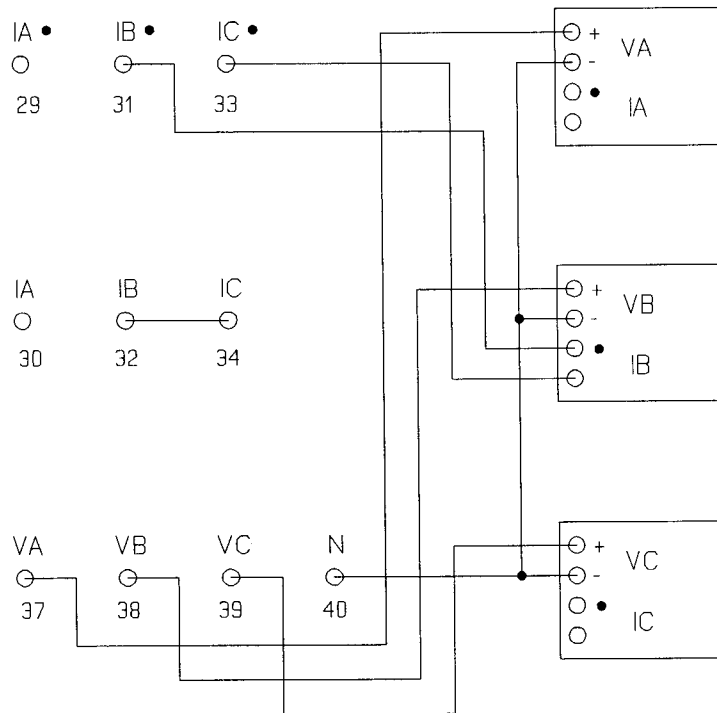 IA • IB • IC •
29 31 33
+ VA
-
• IA
IA IB IC
30 32 34
+ VB
-
• IB
VA VB VC N
37 38 39 40
+ VC
-
• IC